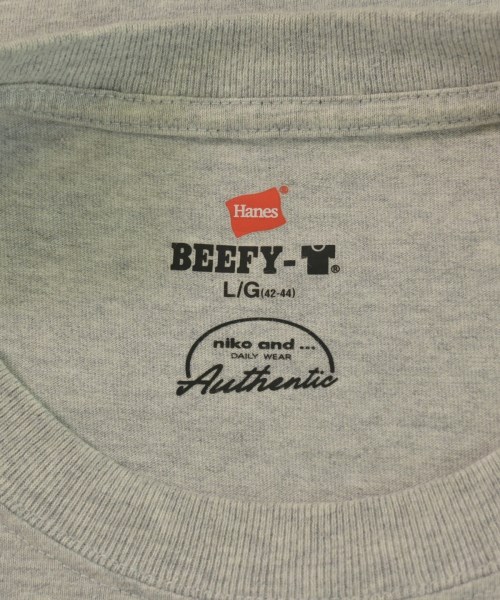 Hanes
BEEFY-T®
L/G(42-44)
niko and ...
DAILY WEAR
Authentic